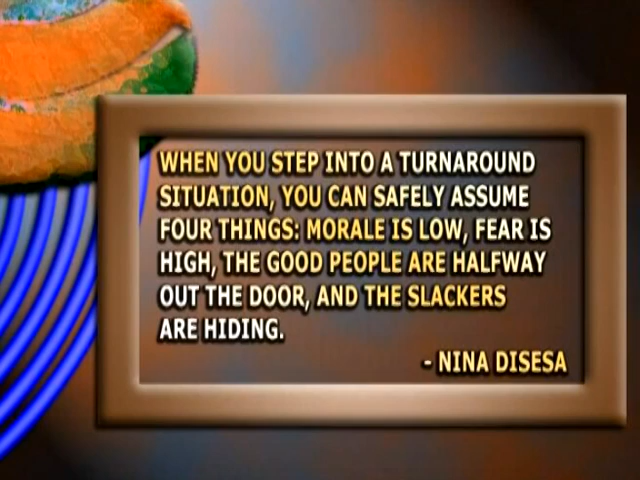 WHEN YOU STEP INTO A TURNAROUND
SITUATION, YOU CAN SAFELY ASSUME
FOUR THINGS: MORALE IS LOW, FEAR IS
HIGH, THE GOOD PEOPLE ARE HALFWAY
OUT THE DOOR, AND THE SLACKERS
ARE HIDING.
- NINA DISESA